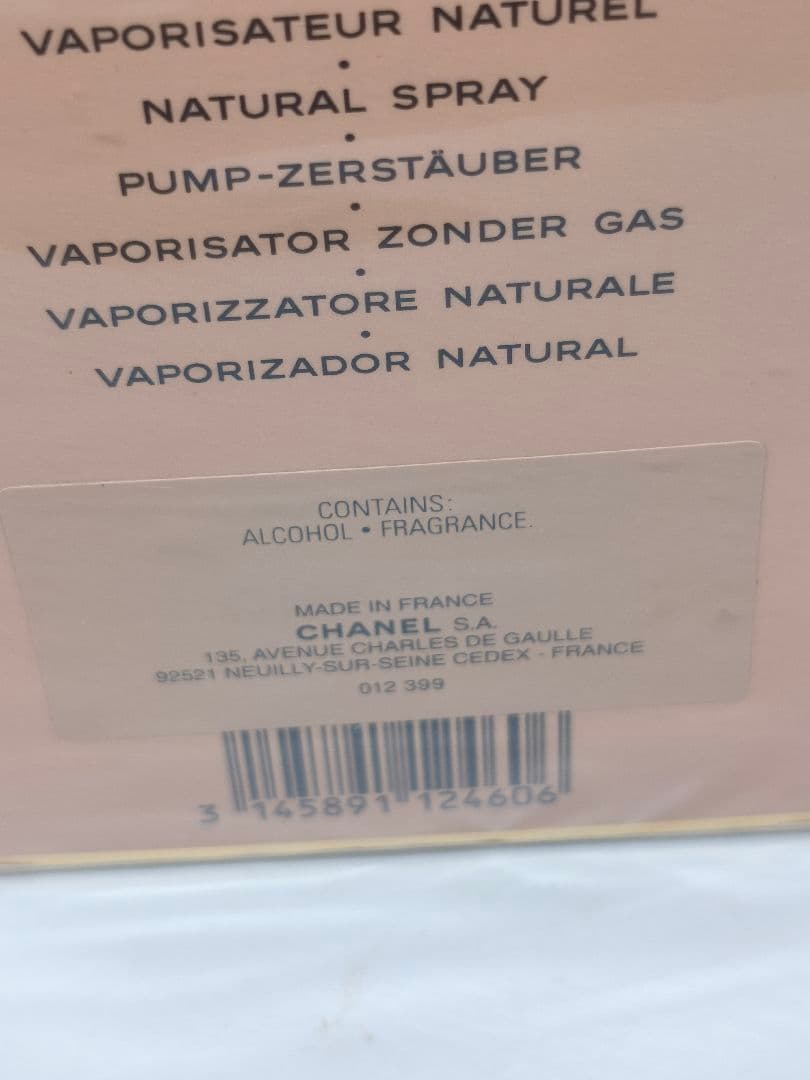 VAPORISATEUR NATUREL
•
NATURAL SPRAY
•
PUMP-ZERSTÄUBER
•
VAPORISATOR ZONDER GAS
•
VAPORIZZATORE NATURALE
•
VAPORIZADOR NATURAL
CONTAINS:
ALCOHOL • FRAGRANCE.
MADE IN FRANCE
CHANEL S.A.
135, AVENUE CHARLES DE GAULLE
92521 NEUILLY-SUR-SEINE CEDEX - FRANCE
012 399
3 145891 124606